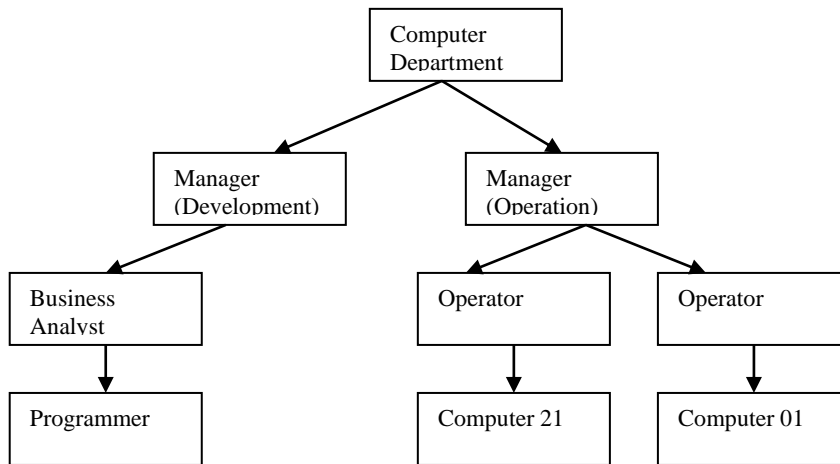 Computer
Department
Manager
(Development)
Manager
(Operation)
Business
Analyst
Operator
Operator
Programmer
Computer 21
Computer 01